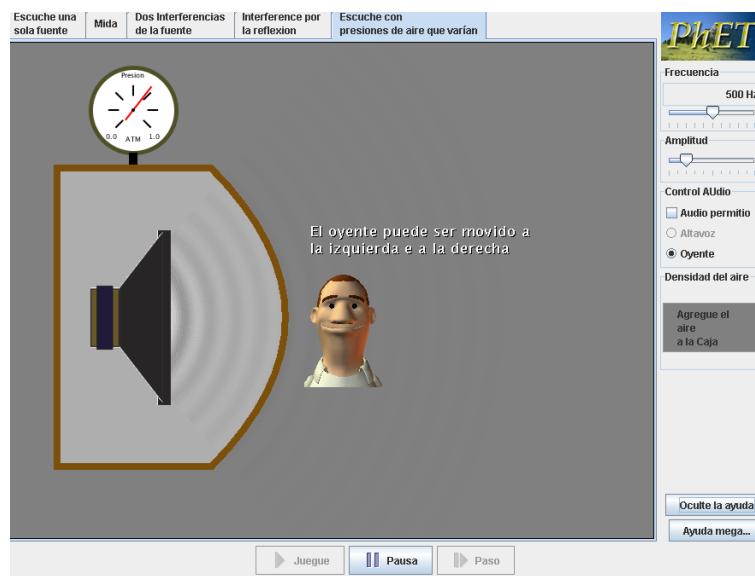 Escuche una
sola fuente
Mida
Dos Interferencias
de la fuente
Interference por
la reflexion
Escuche con
presiones de aire que varían
PhET
Presion
0.0 ATM 1.0
El oyente puede ser movido a
la izquierda e a la derecha
Frecuencia
500 Hz
Amplitud
Control AUdio
Audio permitio
Altavoz
Oyente
Densidad del aire
Agregue el
aire
a la Caja
Oculte la ayuda
Ayuda mega...
Juegue
Pausa
Paso